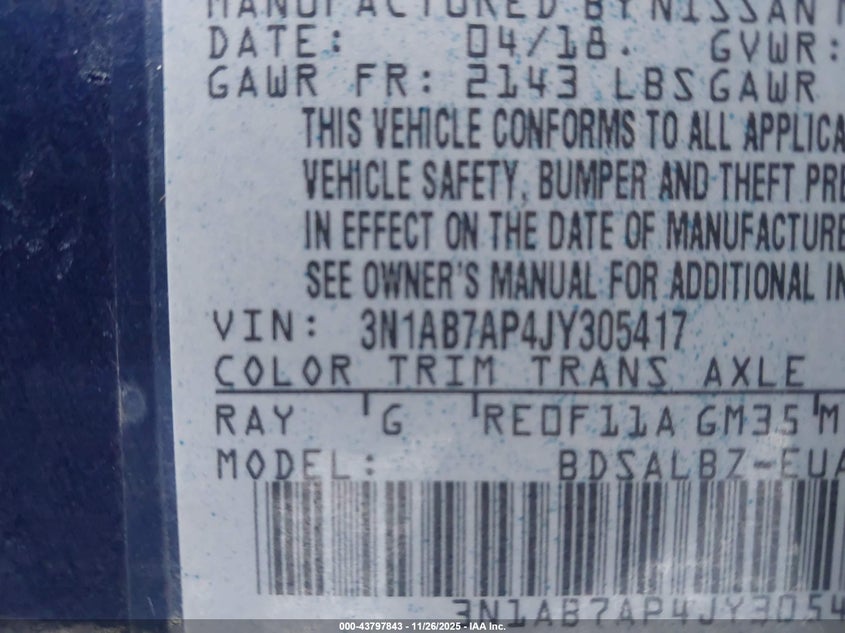 MANUFACTURED BY NISSAN
DATE: 04/18. GVWR:
GAWR FR: 2143 LBS GAWR
THIS VEHICLE CONFORMS TO ALL APPLICA
VEHICLE SAFETY, BUMPER AND THEFT PRE
IN EFFECT ON THE DATE OF MANUFACTURE
SEE OWNER'S MANUAL FOR ADDITIONAL IN
VIN: 3N1AB7AP4JY305417
COLOR TRIM TRANS AXLE
RAY G RE0F11A GM35 M
MODEL: BDSALBZ-EUA
3N1AB7AP4JY3054
000-43797843 - 11/26/2025 - IAA Inc.